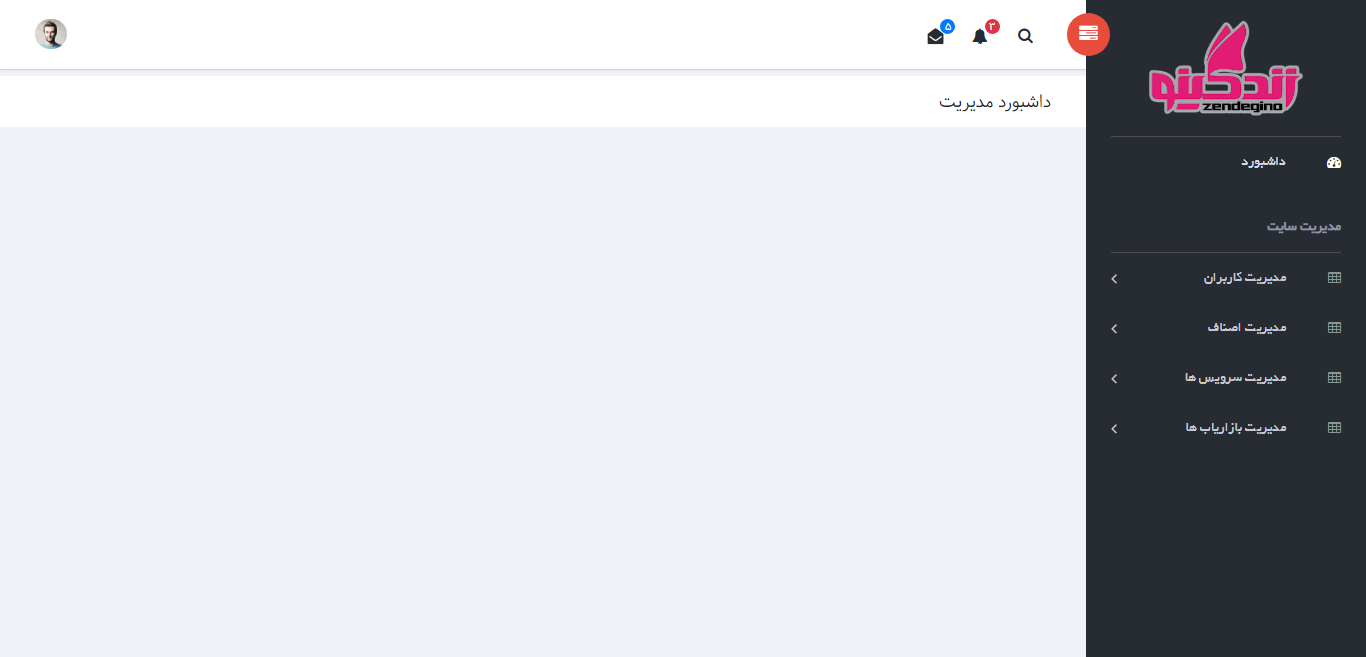 زندگینو
zendegino
۳
۵
داشبورد مدیریت
داشبورد
مدیریت سایت
مدیریت کاربران
مدیریت اصناف
مدیریت سرویس ها
مدیریت بازاریاب ها